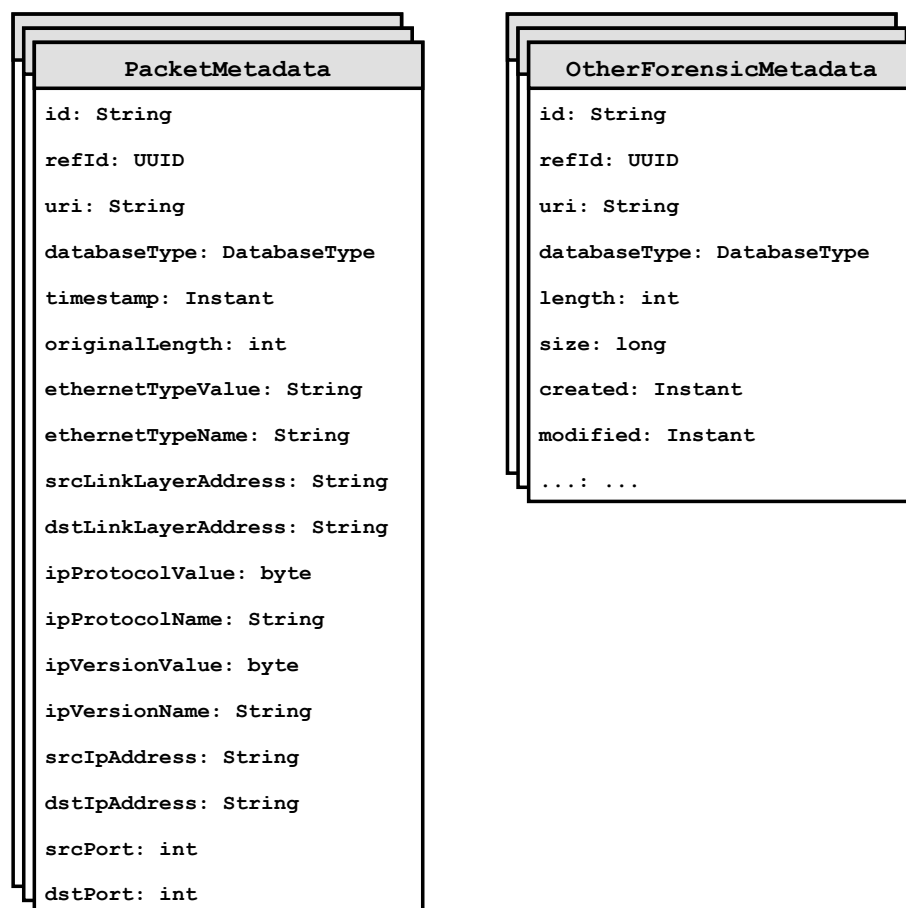 PacketMetadata
id: String
refId: UUID
uri: String
databaseType: DatabaseType
timestamp: Instant
originalLength: int
ethernetTypeValue: String
ethernetTypeName: String
srcLinkLayerAddress: String
dstLinkLayerAddress: String
ipProtocolValue: byte
ipProtocolName: String
ipVersionValue: byte
ipVersionName: String
srcIpAddress: String
dstIpAddress: String
srcPort: int
dstPort: int
OtherForensicMetadata
id: String
refId: UUID
uri: String
databaseType: DatabaseType
length: int
size: long
created: Instant
modified: Instant
...: ...